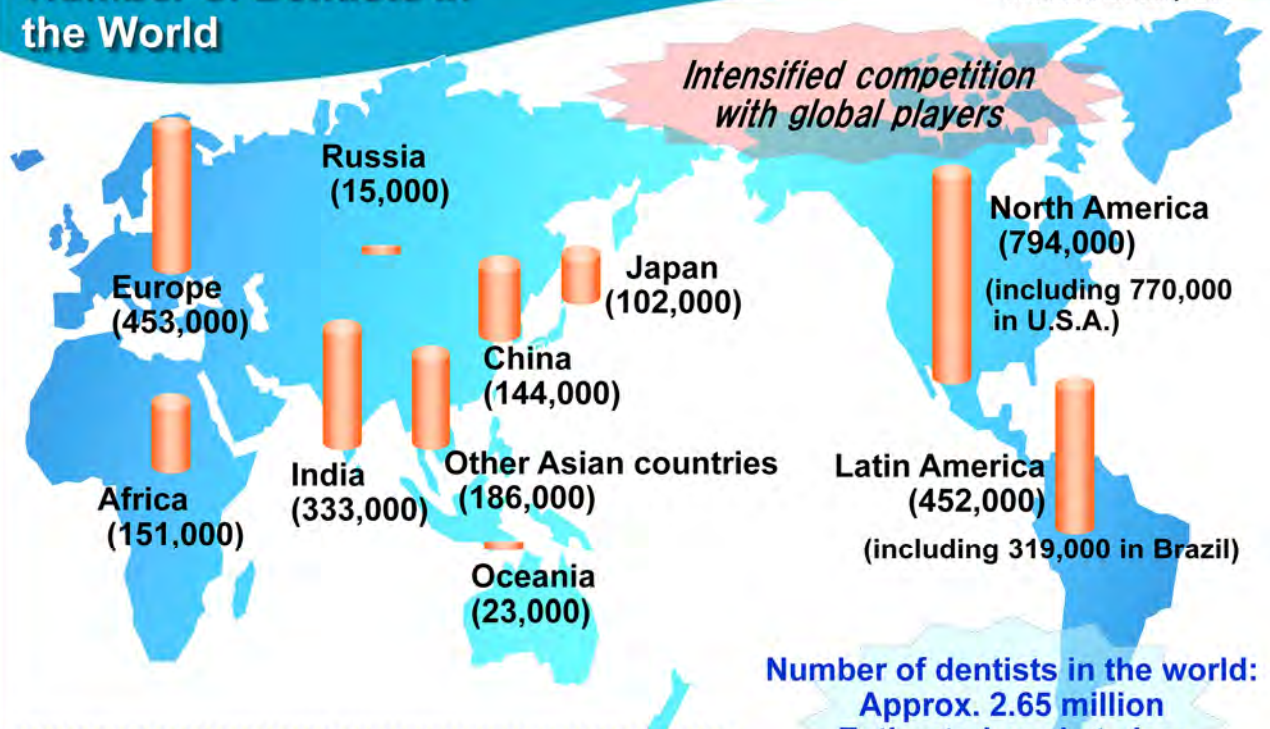 the World
Intensified competition
with global players
Russia
(15,000)
North America
(794,000)
(including 770,000
in U.S.A.)
Japan
(102,000)
Europe
(453,000)
China
(144,000)
India
(333,000)
Other Asian countries
(186,000)
Latin America
(452,000)
(including 319,000 in Brazil)
Africa
(151,000)
Oceania
(23,000)
Number of dentists in the world:
Approx. 2.65 million